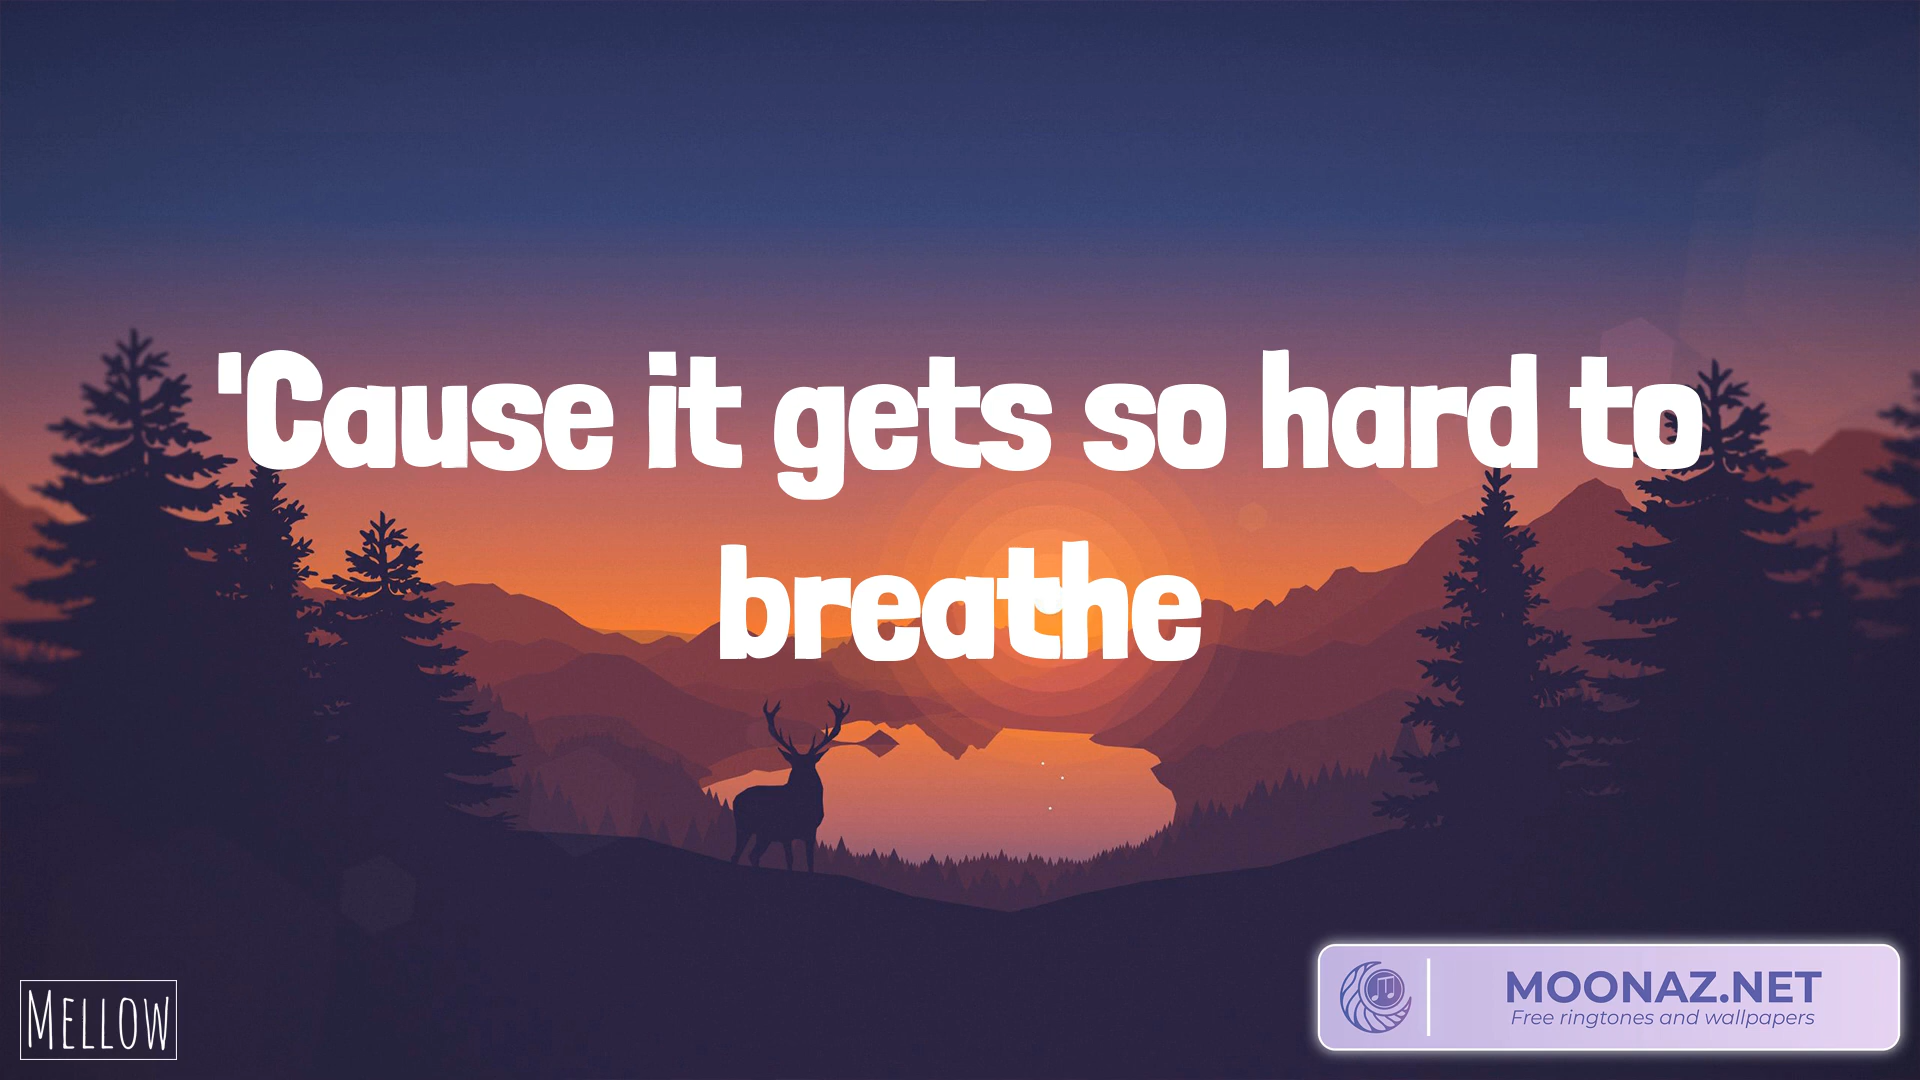 'Cause it gets so hard to
breathe
MELLOW
MOONAZ.NET
Free ringtones and wallpapers